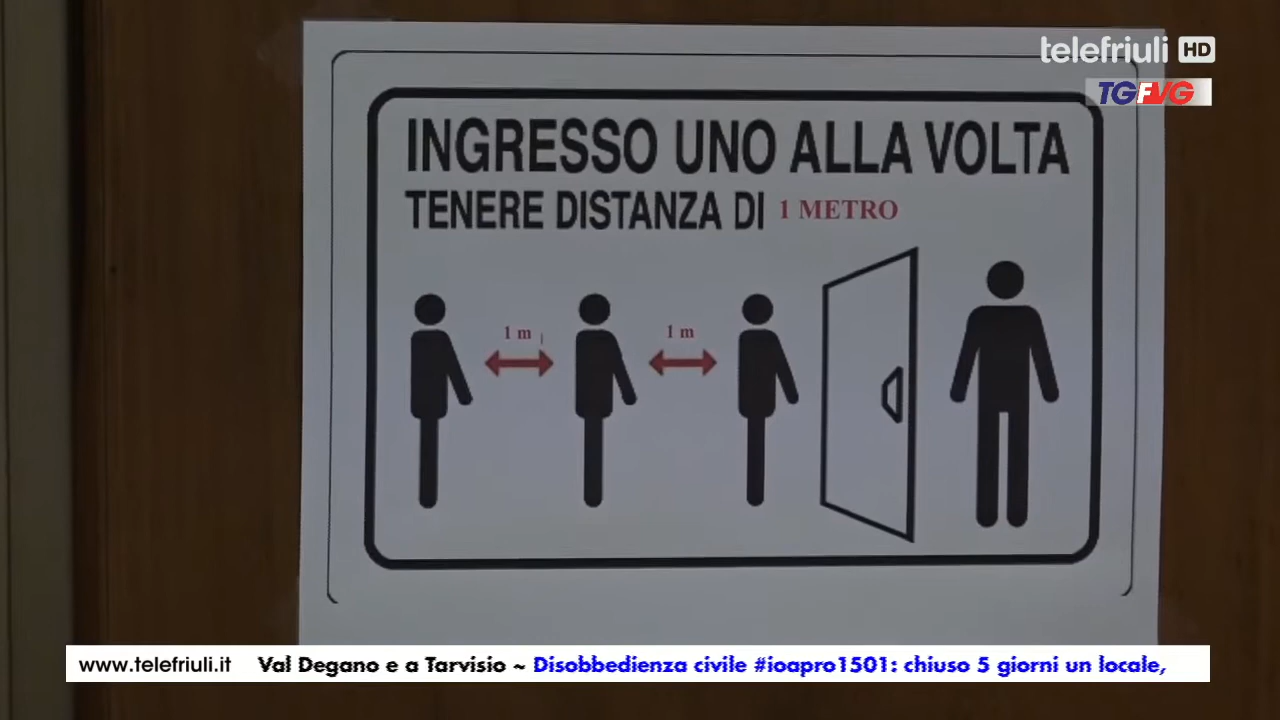 telefriuli HD
TGFVG
INGRESSO UNO ALLA VOLTA
TENERE DISTANZA DI 1 METRO
1 m 1 m
www.telefriuli.it Val Degano e a Tarvisio ~ Disobbedienza civile #ioapro1501: chiuso 5 giorni un locale,